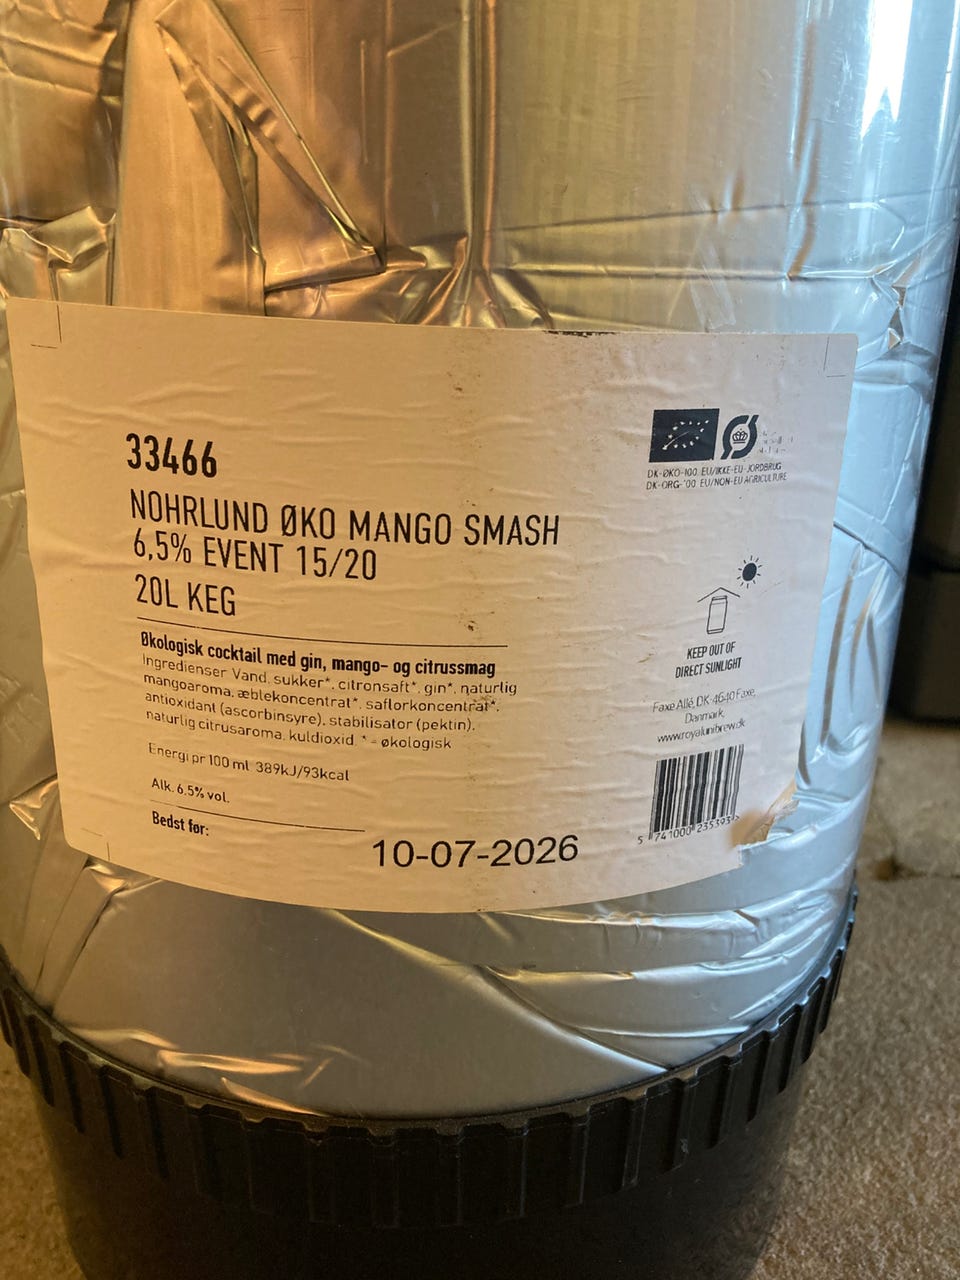 33466
NOHRLUND ØKO MANGO SMASH
6,5% EVENT 15/20
20L KEG
Økologisk cocktail med gin, mango- og citrussmag
Ingredienser Vand, sukker*, citronsaft*, gin*, naturlig
mangoaroma, æblekoncentrat*, saflorkoncentrat*,
antioxidant (ascorbinsyre), stabilisator (pektin),
naturlig citrusaroma, kuldioxid. * = økologisk
Energi pr 100 ml 389kJ/93kcal
Alk. 6.5% vol.
Bedst før:
10-07-2026
DK-ØKO-100 EU/IKKE-EU-JORDBRUG
DK-ORG-100 EU/NON-EU AGRICULTURE
KEEP OUT OF
DIRECT SUNLIGHT
Faxe Allé, DK-4640 Faxe,
Danmark,
www.royalunibrew.dk
5 741000 235393 >